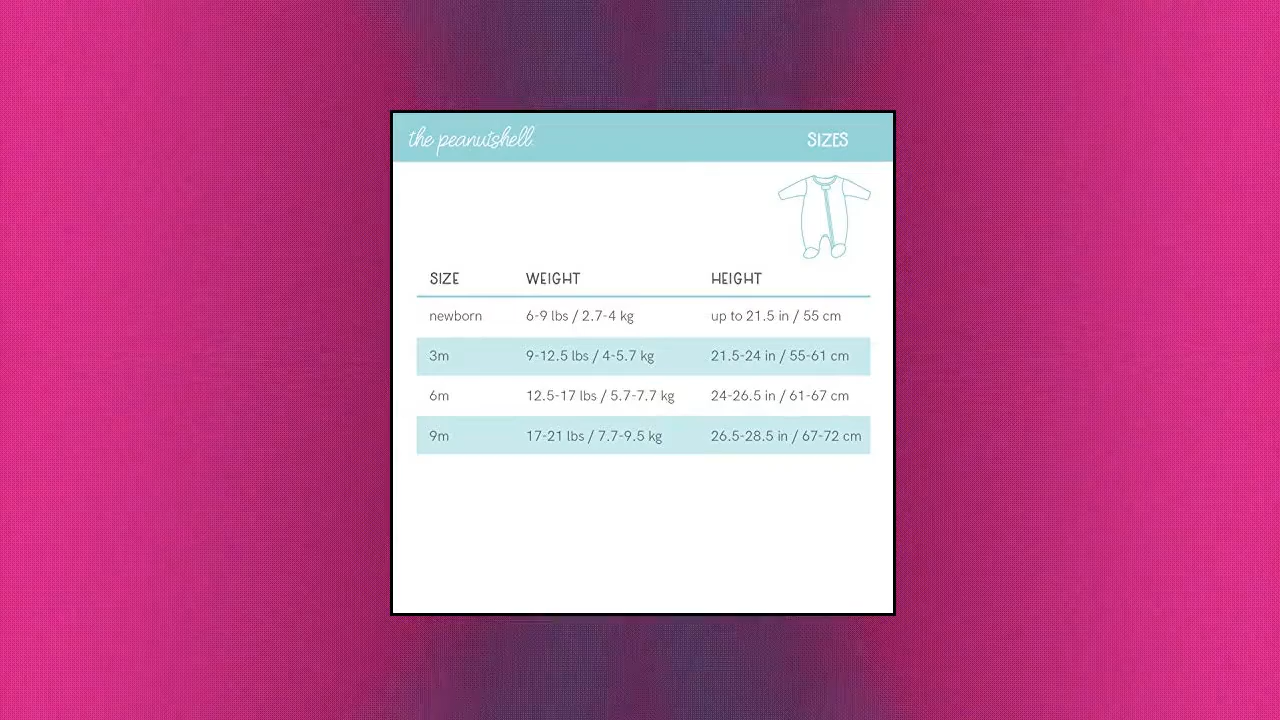 the peanutshell.
SIZES
SIZE WEIGHT HEIGHT
newborn 6-9 lbs / 2.7-4 kg up to 21.5 in / 55 cm
3m 9-12.5 lbs / 4-5.7 kg 21.5-24 in / 55-61 cm
6m 12.5-17 lbs / 5.7-7.7 kg 24-26.5 in / 61-67 cm
9m 17-21 lbs / 7.7-9.5 kg 26.5-28.5 in / 67-72 cm